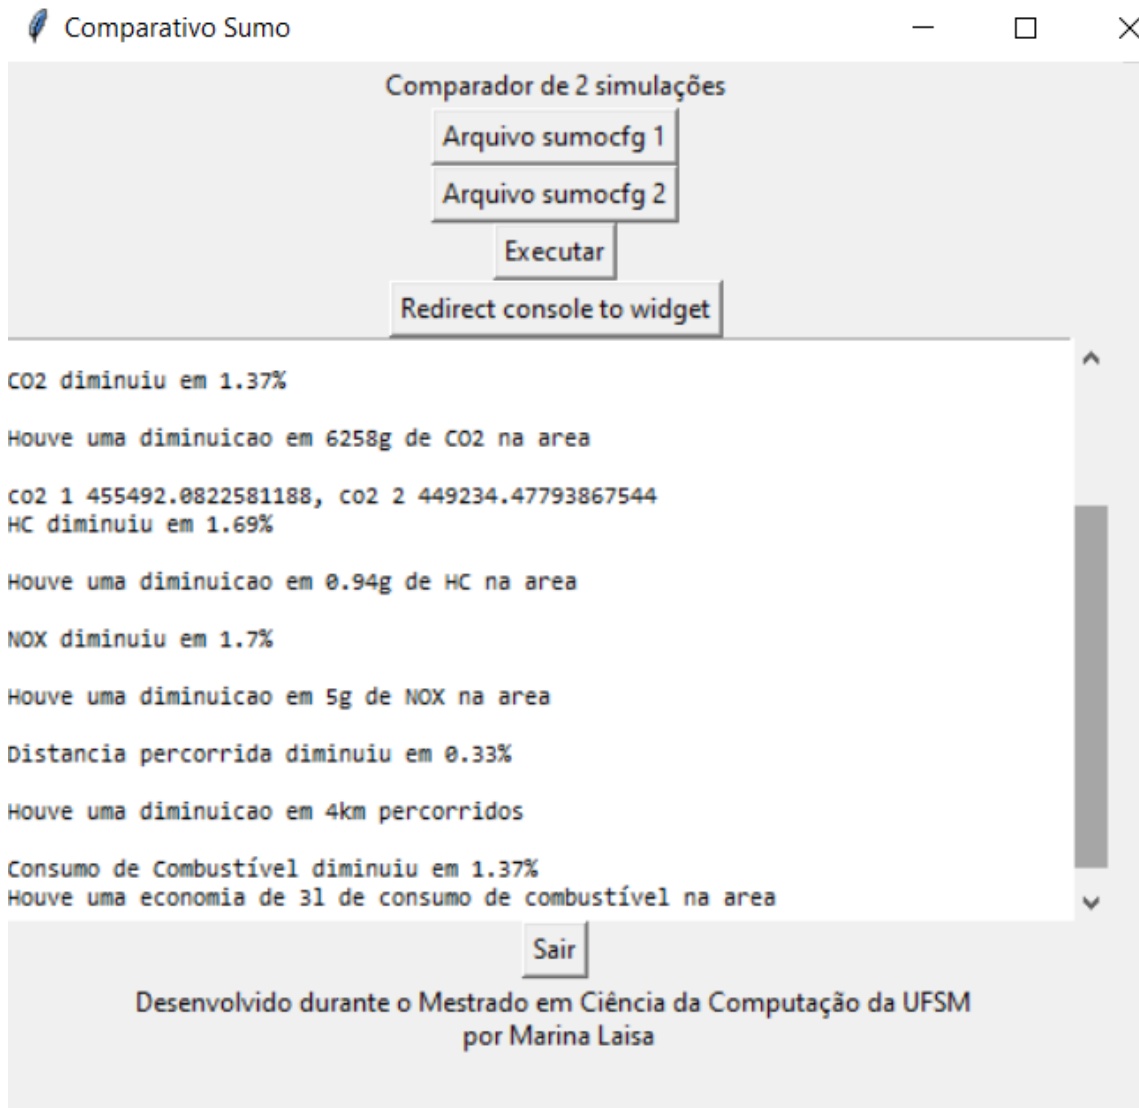 Comparativo Sumo
Comparador de 2 simulações
Arquivo sumocfg 1
Arquivo sumocfg 2
Executar
Redirect console to widget
CO2 diminuiu em 1.37%
Houve uma diminuicao em 6258g de CO2 na area
co2 1 455492.0822581188, co2 2 449234.47793867544
HC diminuiu em 1.69%
Houve uma diminuicao em 0.94g de HC na area
NOX diminuiu em 1.7%
Houve uma diminuicao em 5g de NOX na area
Distancia percorrida diminuiu em 0.33%
Houve uma diminuicao em 4km percorridos
Consumo de Combustível diminuiu em 1.37%
Houve uma economia de 3l de consumo de combustível na area
Sair
Desenvolvido durante o Mestrado em Ciência da Computação da UFSM
por Marina Laisa